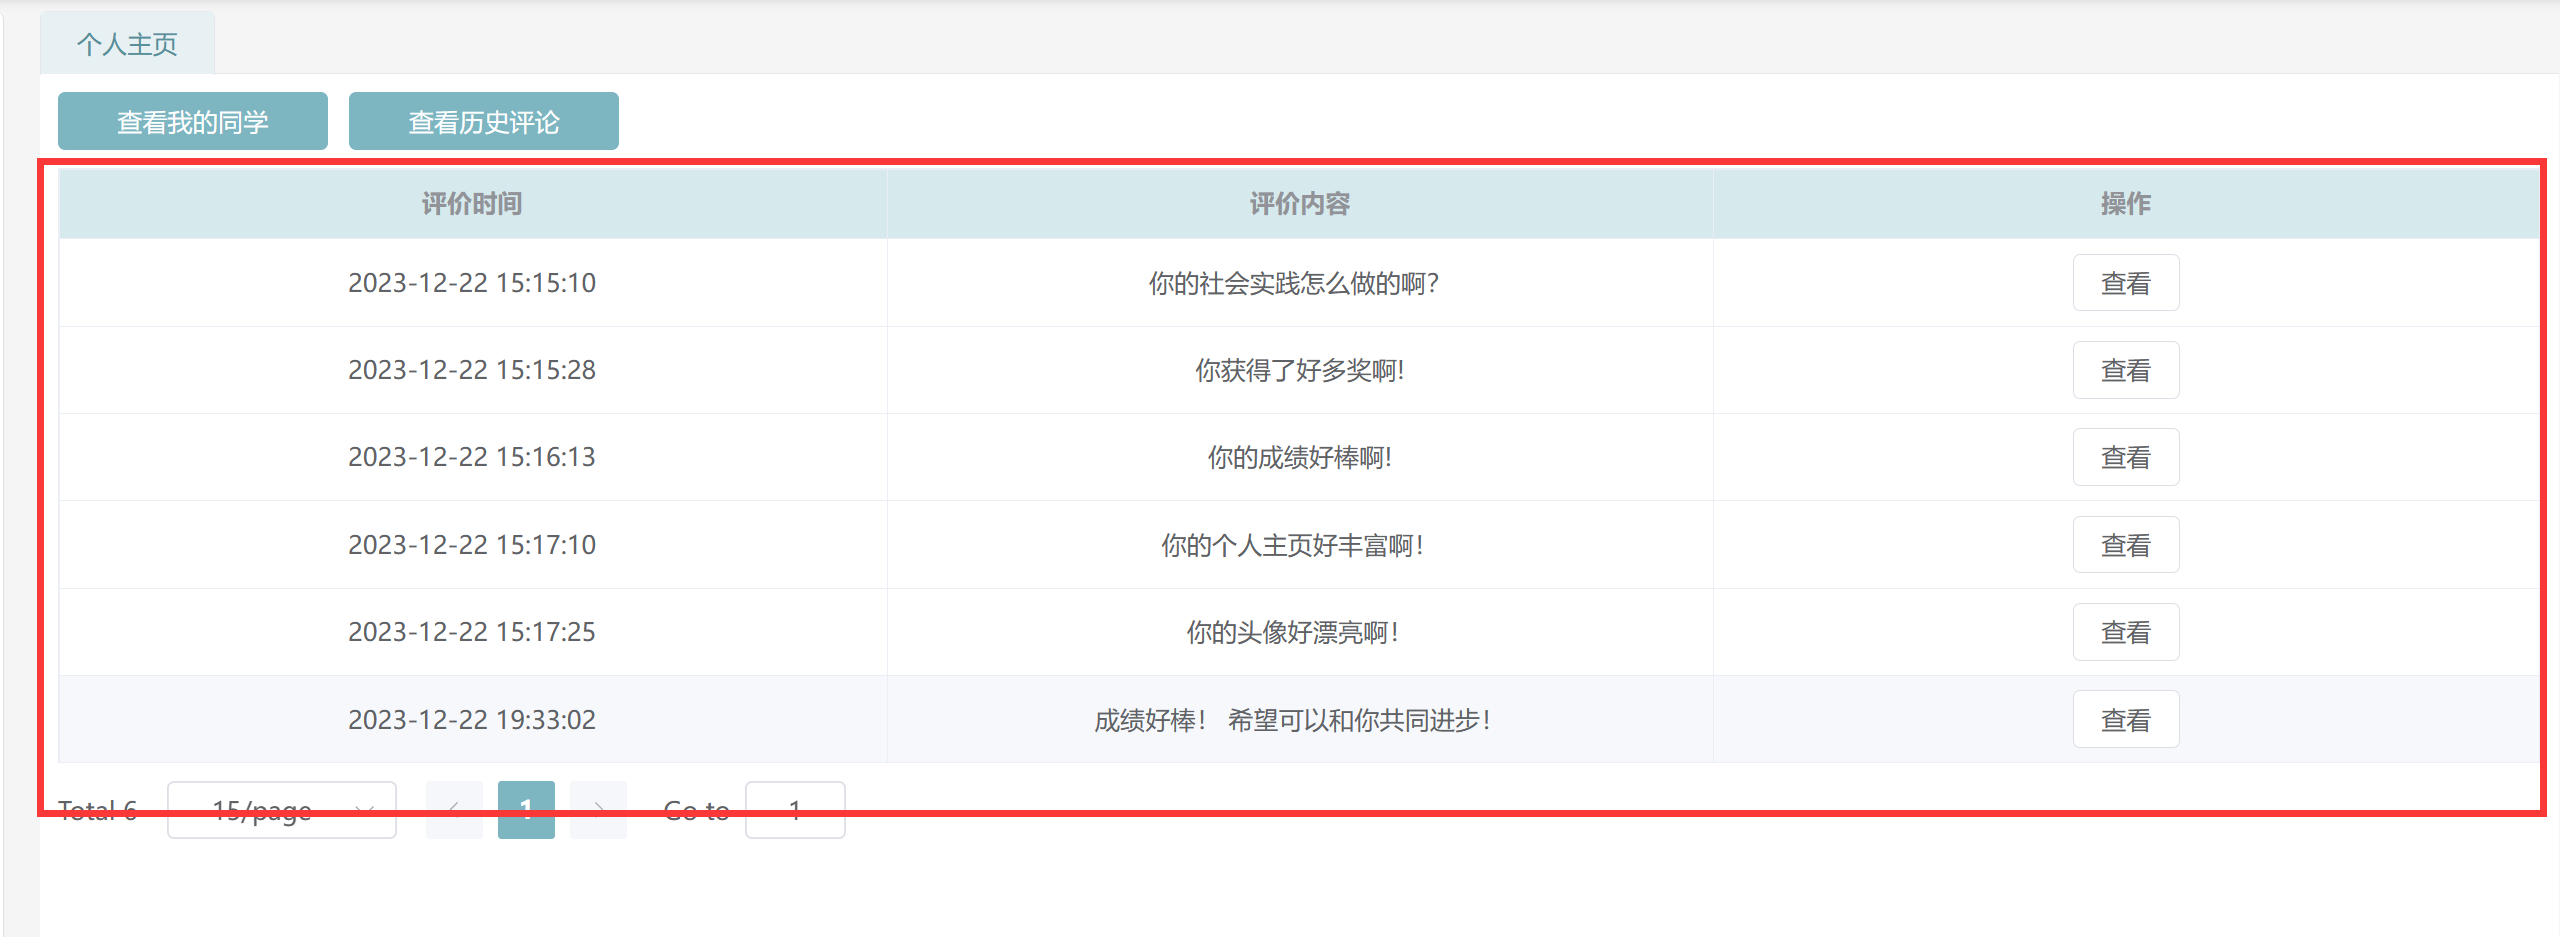 个人主页
查看我的同学 查看历史评论
评价时间 评价内容 操作
2023-12-22 15:15:10 你的社会实践怎么做的啊？ 查看
2023-12-22 15:15:28 你获得了好多奖啊! 查看
2023-12-22 15:16:13 你的成绩好棒啊! 查看
2023-12-22 15:17:10 你的个人主页好丰富啊！ 查看
2023-12-22 15:17:25 你的头像好漂亮啊！ 查看
2023-12-22 19:33:02 成绩好棒！ 希望可以和你共同进步！ 查看
Total 6 15/page 1 Go to 1